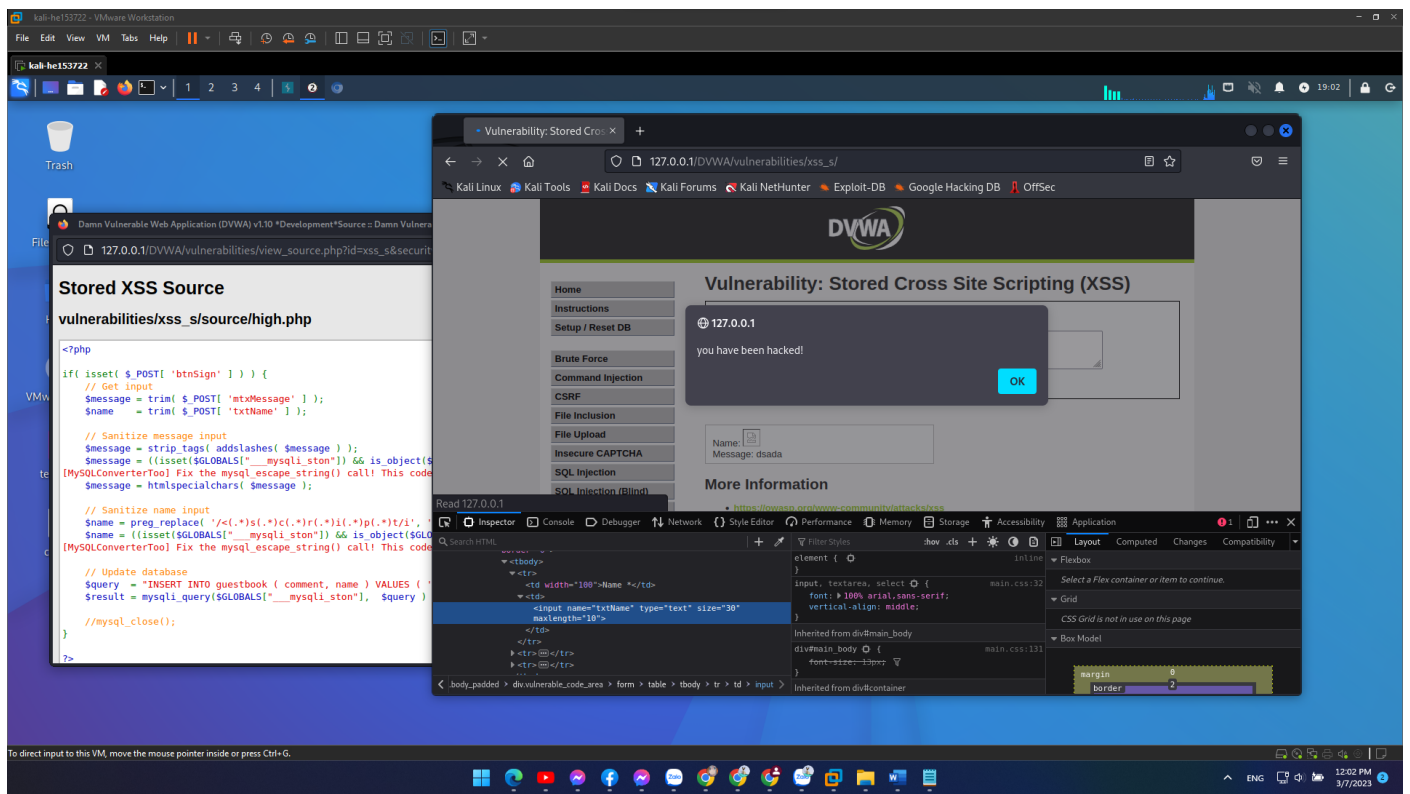 kali-he153722 - VMware Workstation
File Edit View VM Tabs Help
kali-he153722
1 2 3 4 2 19:02
Trash
File
VMw
Damn Vulnerable Web Application (DVWA) v1.10 *Development*Source :: Damn Vulnera
127.0.0.1/DVWA/vulnerabilities/view_source.php?id=xss_s&securit
Stored XSS Source
vulnerabilities/xss_s/source/high.php
<?php
if( isset( $_POST[ 'btnSign' ] ) ) {
// Get input
$message = trim( $_POST[ 'mtxMessage' ] );
$name = trim( $_POST[ 'txtName' ] );
// Sanitize message input
$message = strip_tags( addslashes( $message ) );
$message = ((isset($GLOBALS["___mysqli_ston"]) && is_object($
[MySQLConverterToo] Fix the mysql_escape_string() call! This code
$message = htmlspecialchars( $message );
// Sanitize name input
$name = preg_replace( '/<(.*)s(.*)c(.*)r(.*)i(.*)p(.*)t/i', '
$name = ((isset($GLOBALS["___mysqli_ston"]) && is_object($GLO
[MySQLConverterToo] Fix the mysql_escape_string() call! This code
// Update database
$query = "INSERT INTO guestbook ( comment, name ) VALUES ( '
$result = mysqli_query($GLOBALS["___mysqli_ston"], $query )
//mysql_close();
}
?>
Vulnerability: Stored Cros
127.0.0.1/DVWA/vulnerabilities/xss_s/
Kali Linux Kali Tools Kali Docs Kali Forums Kali NetHunter Exploit-DB Google Hacking DB OffSec
DVWA
Home
Instructions
Setup / Reset DB
Brute Force
Command Injection
CSRF
File Inclusion
File Upload
Insecure CAPTCHA
SQL Injection
SQL Injection (Blind)
Vulnerability: Stored Cross Site Scripting (XSS)
127.0.0.1
you have been hacked!
OK
Name:
Message: dsada
More Information
https://owasp.org/www-community/attacks/xss
Read 127.0.0.1
Inspector Console Debugger Network Style Editor Performance Memory Storage Accessibility Application 1
Search HTML
<tbody>
<tr>
<td width="100">Name *</td>
<td>
<input name="txtName" type="text" size="30"
maxlength="10">
</td>
</tr>
<tr></tr>
<tr></tr>
.body_padded > div.vulnerable_code_area > form > table > tbody > tr > td > input
Filter Styles :hov .cls
element { inline
}
input, textarea, select { main.css:32
font: 100% arial,sans-serif;
vertical-align: middle;
}
Inherited from div#main_body
div#main_body { main.css:131
font-size: 13px;
}
Inherited from div#container
Layout Computed Changes Compatibility
Flexbox
Select a Flex container or item to continue.
Grid
CSS Grid is not in use on this page
Box Model
margin 0
border 2
To direct input to this VM, move the mouse pointer inside or press Ctrl+G.
ENG 12:02 PM
3/7/2023 2